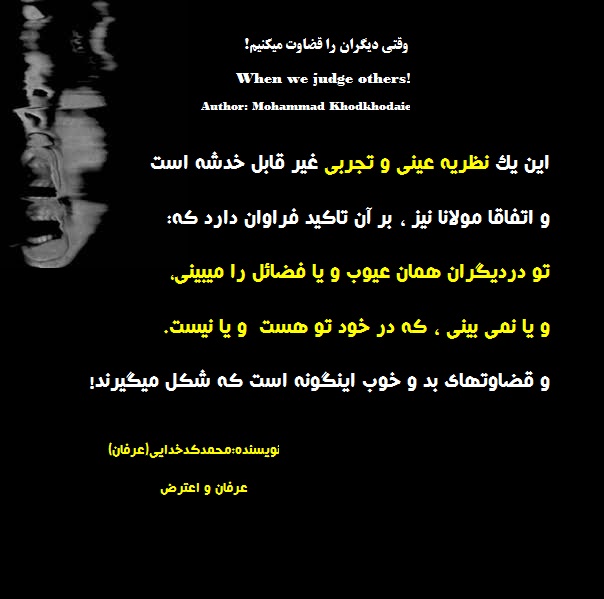 وقتی دیگران را قضاوت میکنیم!
When we judge others!
Author: Mohammad Khodkhodaie
این یك نظریه عینی و تجربی غیر قابل خدشه است
و اتفاقا مولانا نیز ، بر آن تاکید فراوان دارد که:
تو دردیگران همان عیوب و یا فضائل را میبینی،
و یا نمی بینی ، که در خود تو هست و یا نیست.
و قضاوتهای بد و خوب اینگونه است که شکل میگیرند!
نویسنده:محمدکدخدایی(عرفان)
عرفان و اعترض